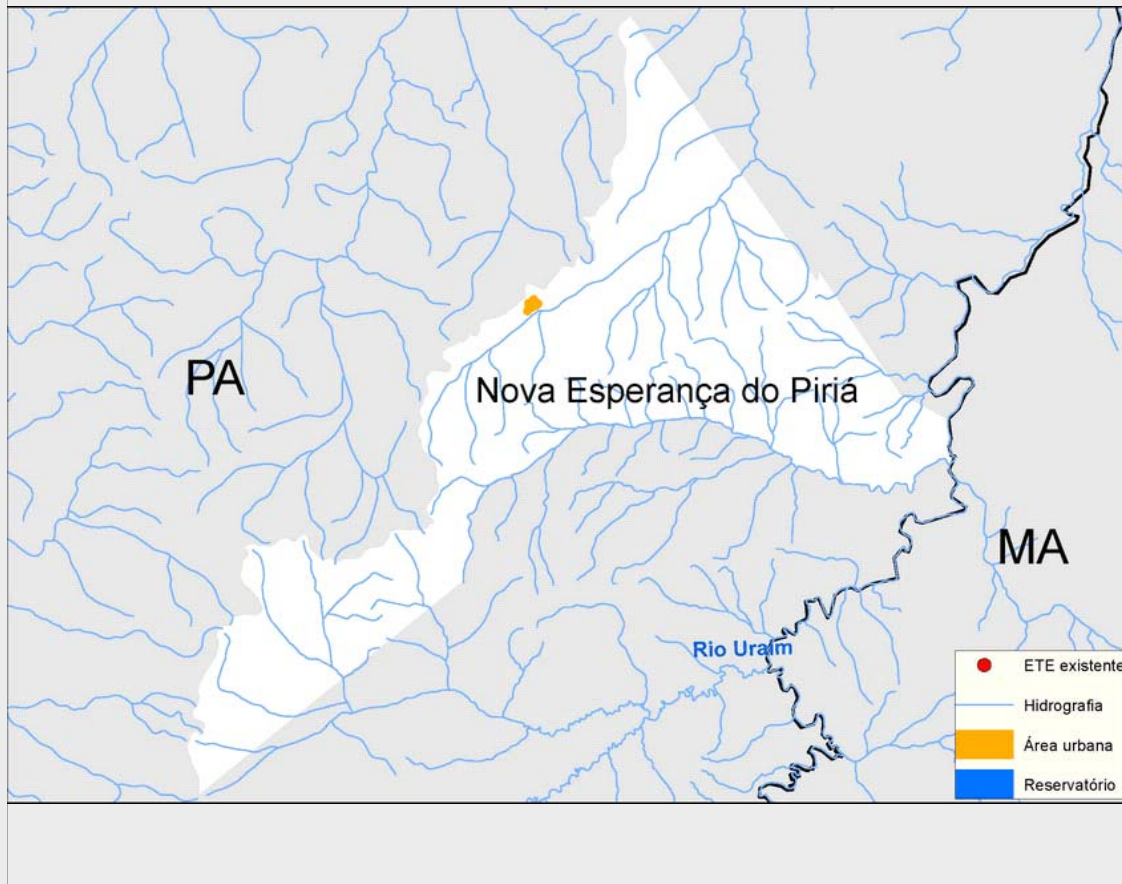 PA
Nova Esperança do Piriá
MA
Rio Uraim
ETE existente
Hidrografia
Área urbana
Reservatório